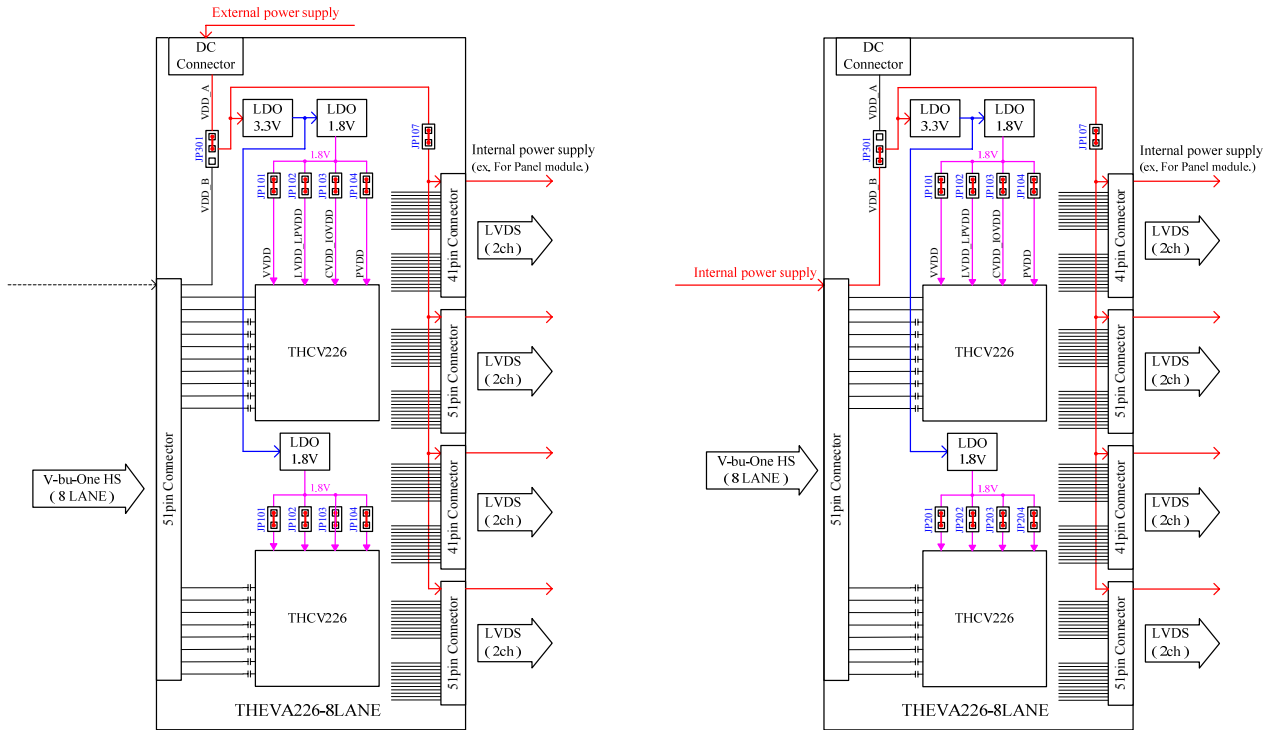 External power supply
DC
Connector
VDD_A
JP301
VDD_B
LDO
3.3V
LDO
1.8V
JP107
1.8V
JP101
JP102
JP103
JP104
VVDD
LVDD_LPVDD
CVDD_IOVDD
PVDD
Internal power supply
(ex, For Panel module.)
41pin Connector
LVDS
( 2ch )
THCV226
51pin Connector
LVDS
( 2ch )
LDO
1.8V
1.8V
JP101
JP102
JP103
JP104
V-bu-One HS
( 8 LANE )
51pin Connector
41pin Connector
LVDS
( 2ch )
THCV226
51pin Connector
LVDS
( 2ch )
THEVA226-8LANE
DC
Connector
VDD_A
JP301
VDD_B
LDO
3.3V
LDO
1.8V
JP107
1.8V
JP101
JP102
JP103
JP104
VVDD
LVDD_LPVDD
CVDD_IOVDD
PVDD
Internal power supply
(ex, For Panel module.)
41pin Connector
LVDS
( 2ch )
Internal power supply
THCV226
51pin Connector
LVDS
( 2ch )
LDO
1.8V
1.8V
JP201
JP202
JP203
JP204
V-bu-One HS
( 8 LANE )
51pin Connector
41pin Connector
LVDS
( 2ch )
THCV226
51pin Connector
LVDS
( 2ch )
THEVA226-8LANE